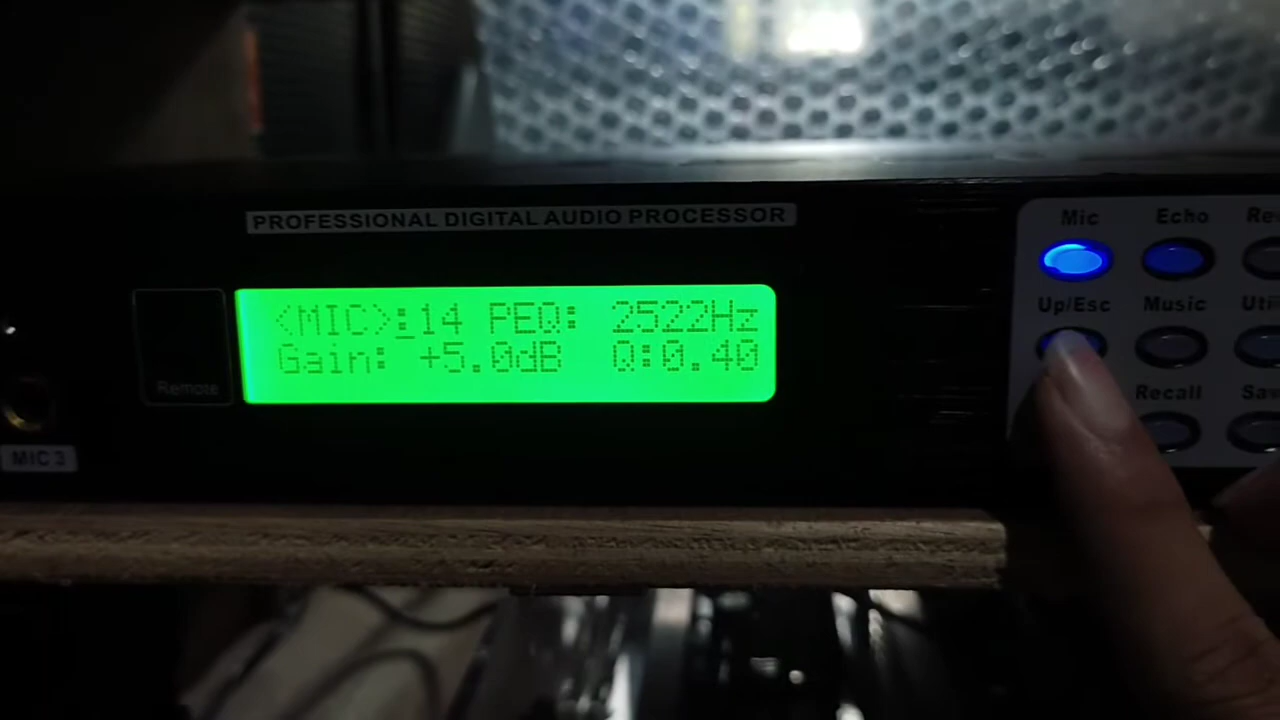 PROFESSIONAL DIGITAL AUDIO PROCESSOR
<MIC>:14 PEQ: 2522Hz
Gain: +5.0dB Q:0.40
Remote
MIC 3
Mic Echo
Up/Esc Music
Recall